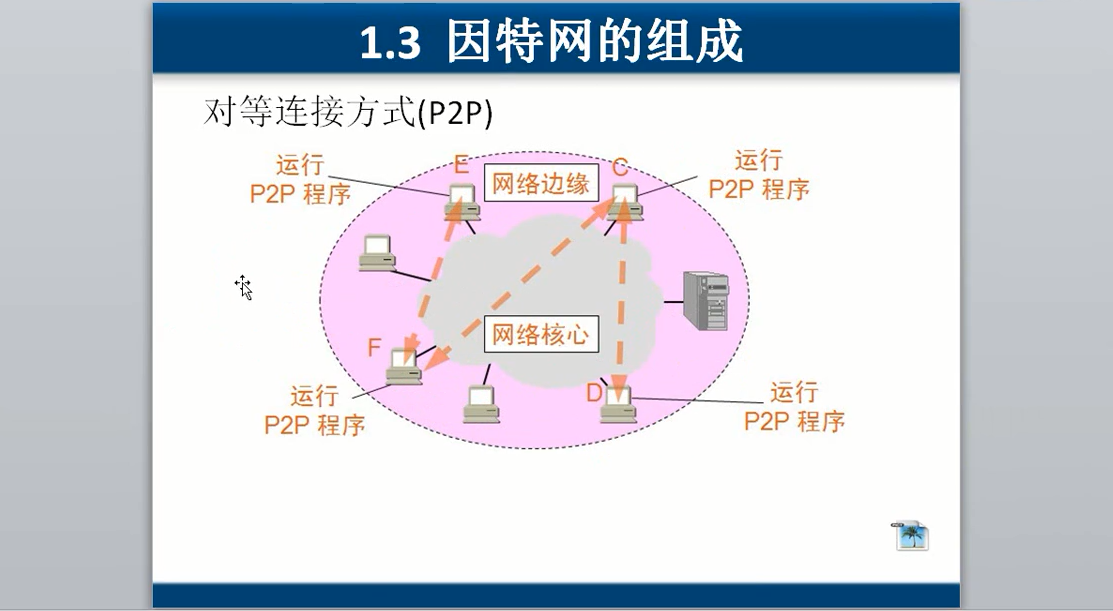 1.3 因特网的组成
对等连接方式(P2P)
运行
P2P 程序
E
网络边缘
C
运行
P2P 程序
网络核心
F
运行
P2P 程序
D
运行
P2P 程序